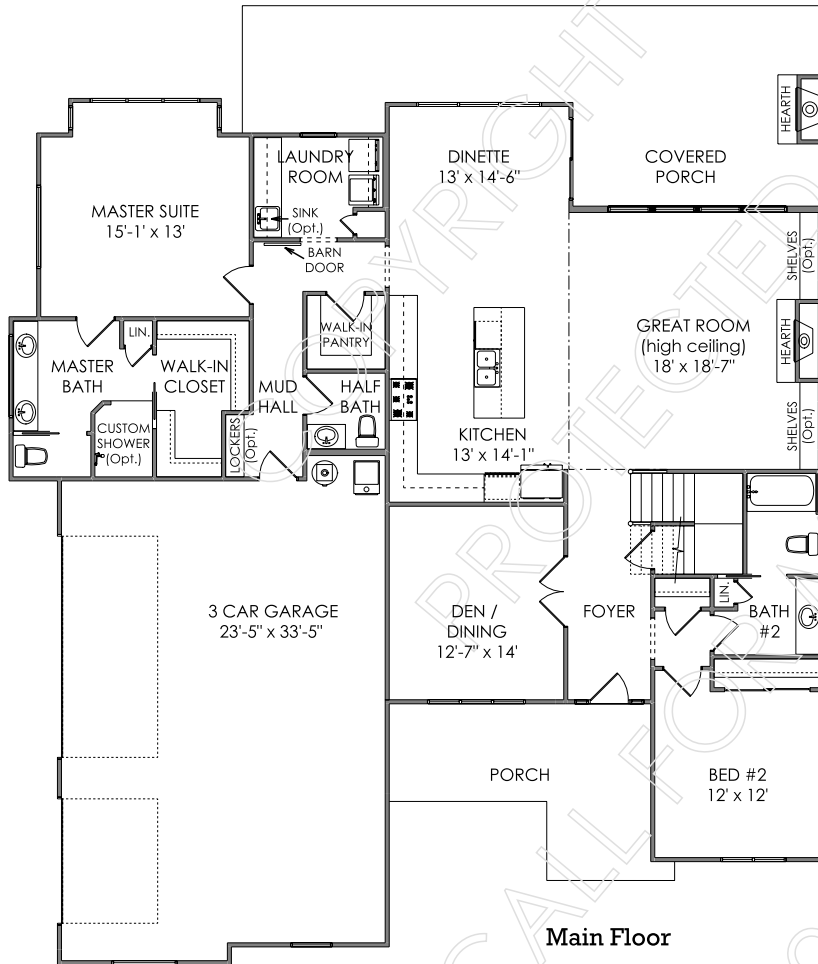 HEARTH
LAUNDRY
ROOM
DINETTE
13' x 14'-6"
COVERED
PORCH
MASTER SUITE
15'-1' x 13'
SINK
(Opt.)
BARN
DOOR
SHELVES
(Opt.)
LIN.
WALK-IN
PANTRY
GREAT ROOM
(high ceiling)
18' x 18'-7"
HEARTH
MASTER
BATH
WALK-IN
CLOSET
MUD
HALL
HALF
BATH
CUSTOM
SHOWER
(Opt.)
LOCKERS
(Opt.)
KITCHEN
13' x 14'-1"
SHELVES
(Opt.)
3 CAR GARAGE
23'-5" x 33'-5"
DEN /
DINING
12'-7" x 14'
FOYER
LIN.
BATH
#2
PORCH
BED #2
12' x 12'
Main Floor
COPYRIGHT
PROTECTED
CALL FOR